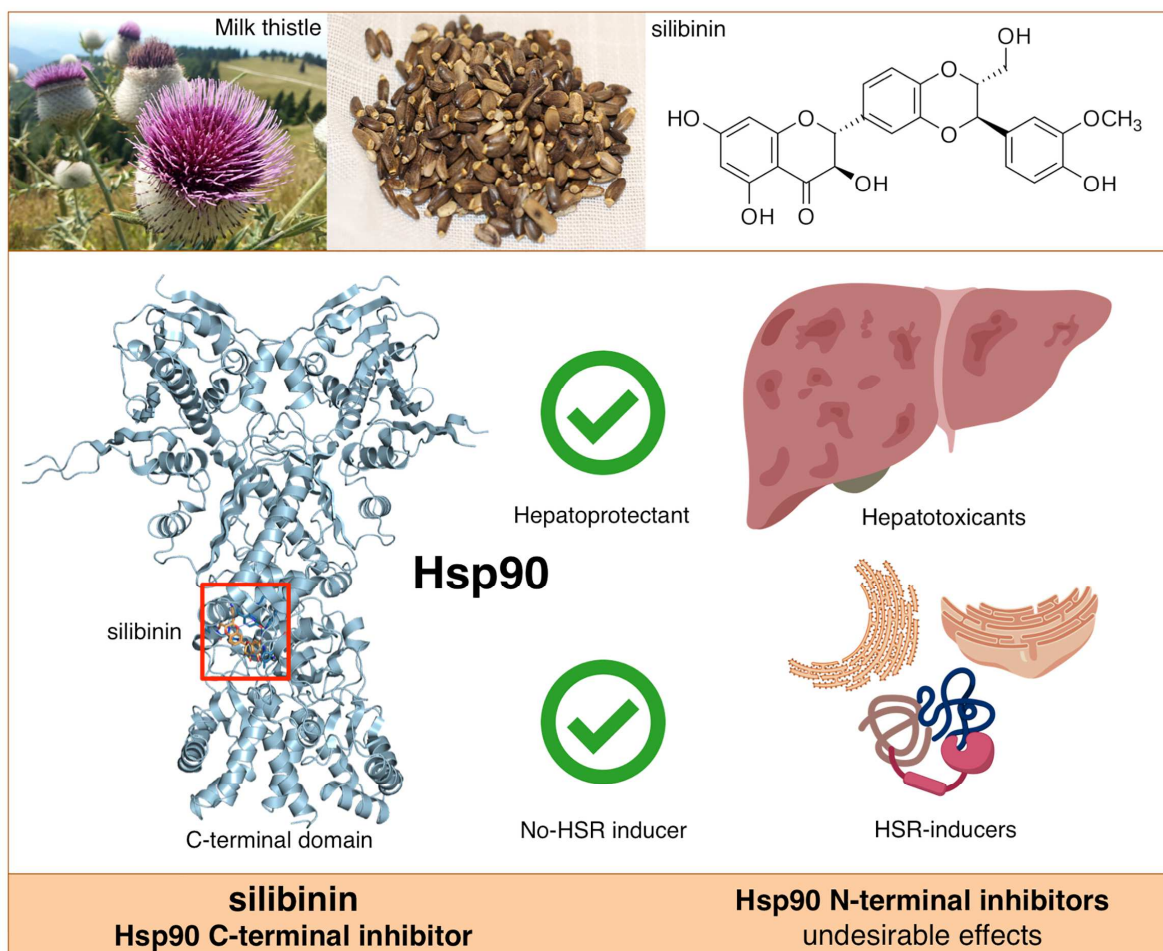 Milk thistle
silibinin
OH
O
HO
O
O
OCH3
OH
OH
OH
O
Hepatoprotectant
Hepatotoxicants
Hsp90
silibinin
C-terminal domain
No-HSR inducer
HSR-inducers
silibinin
Hsp90 C-terminal inhibitor
Hsp90 N-terminal inhibitors
undesirable effects